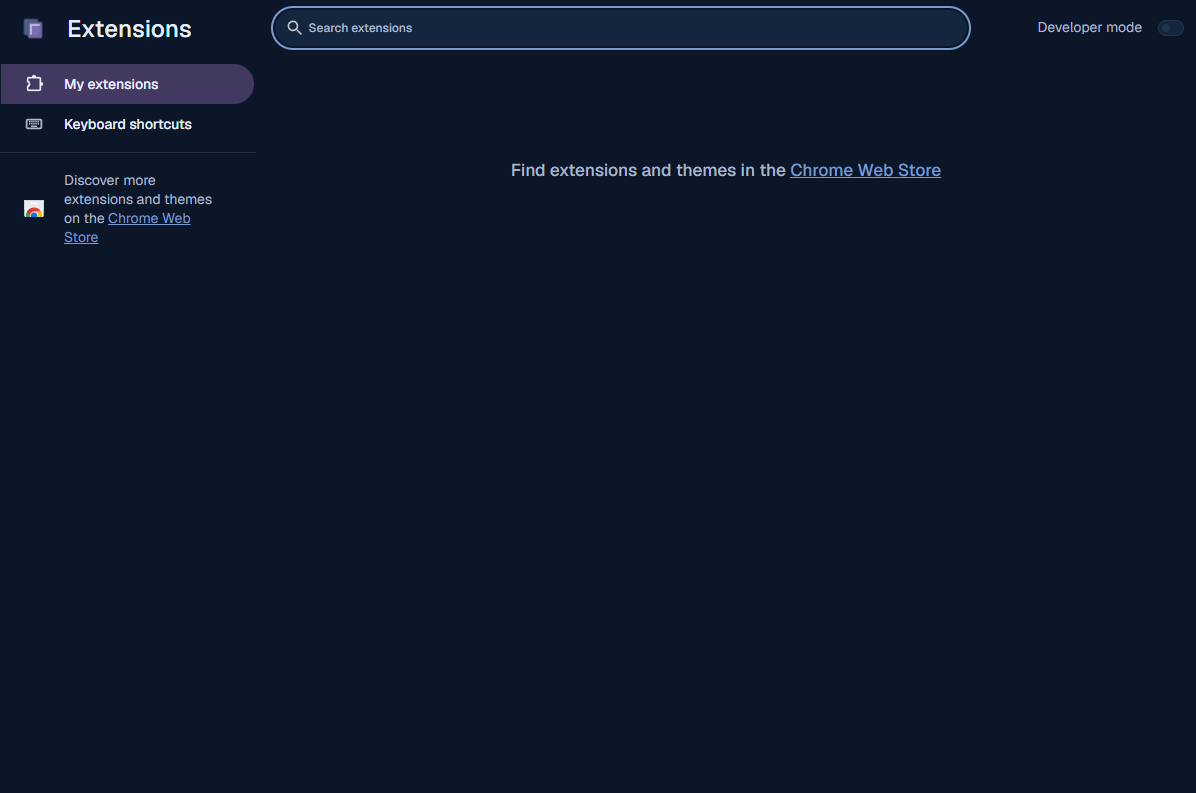 Extensions
Search extensions
Developer mode
My extensions
Keyboard shortcuts
Discover more
extensions and themes
on the Chrome Web
Store
Find extensions and themes in the Chrome Web Store